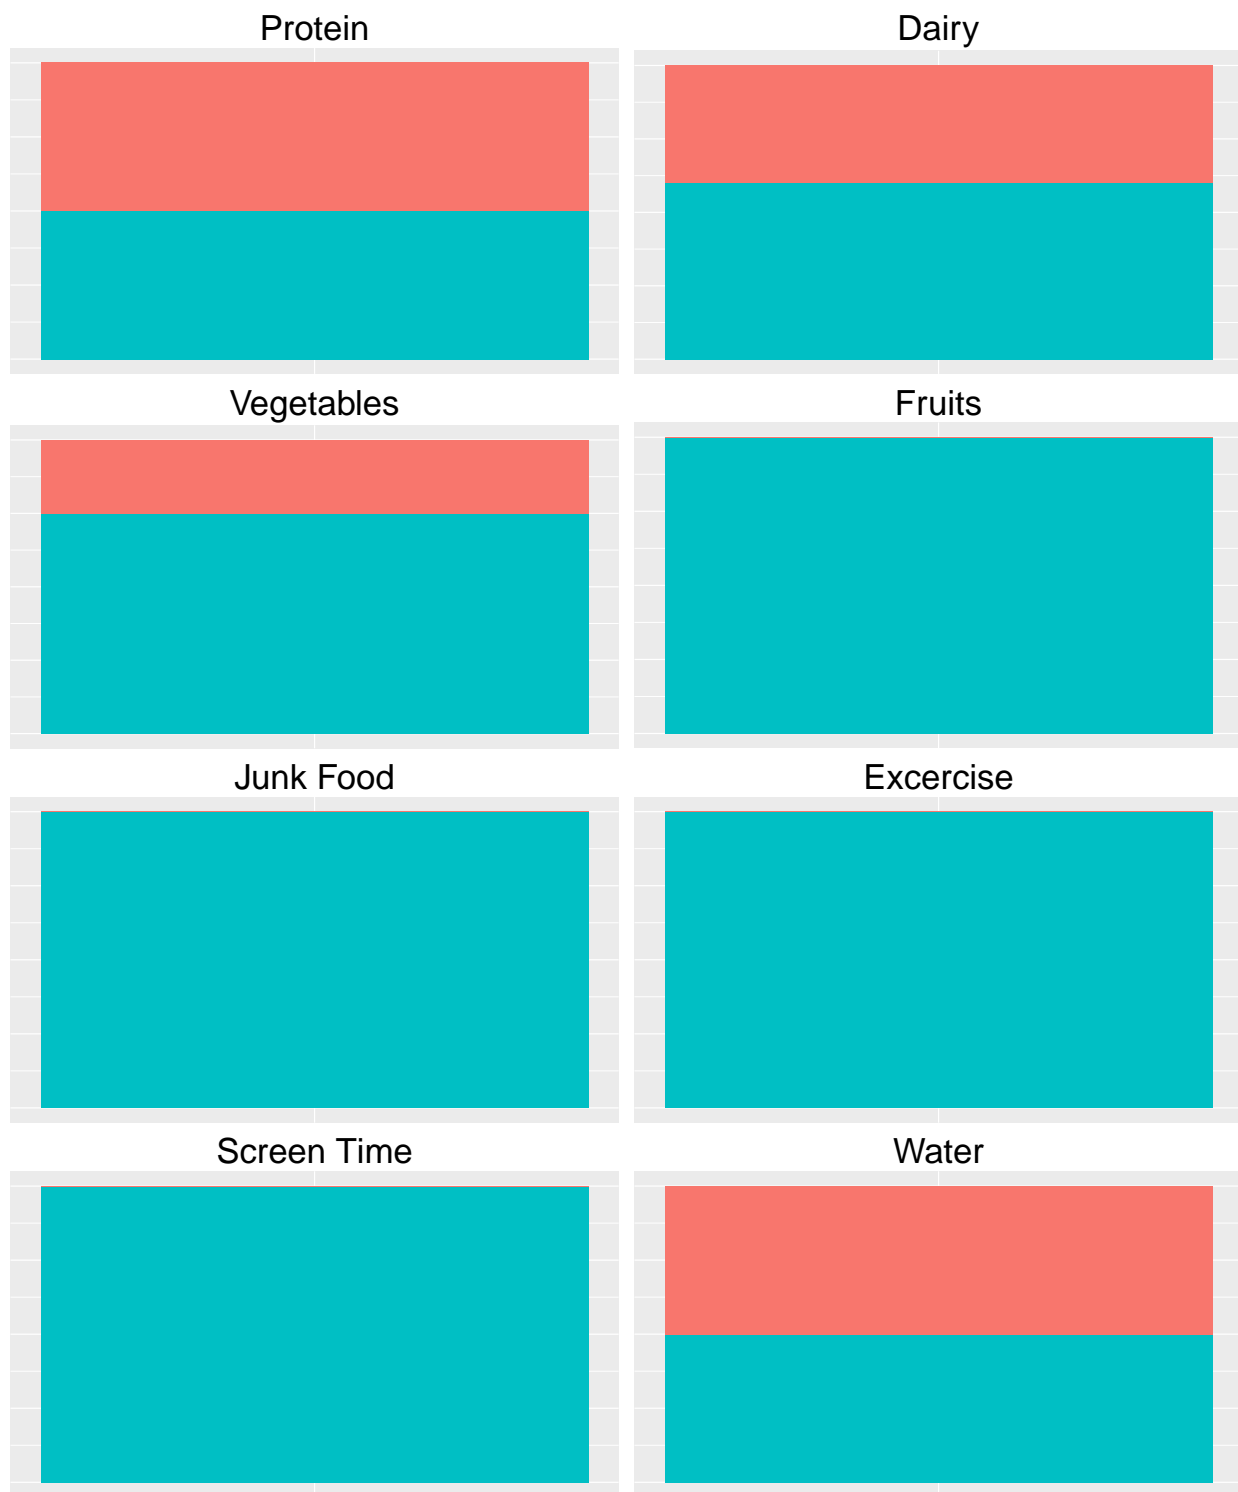 Protein
Dairy
Vegetables
Fruits
Junk Food
Excercise
Screen Time
Water